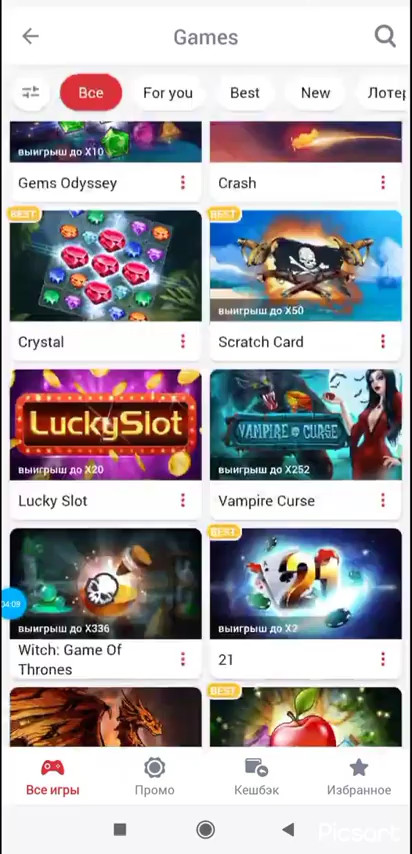 Games
Все
For you
Best
New
Лотер
выигрыш до X10
Gems Odyssey
Crash
BEST
BEST
выигрыш до X50
Crystal
Scratch Card
LuckySlot
VAMPIRE CURSE
выигрыш до X20
выигрыш до X252
Lucky Slot
Vampire Curse
BEST
21
04:09
выигрыш до X336
выигрыш до X2
Witch: Game Of
Thrones
21
BEST
Все игры
Промо
Кешбэк
Избранное
Picsart